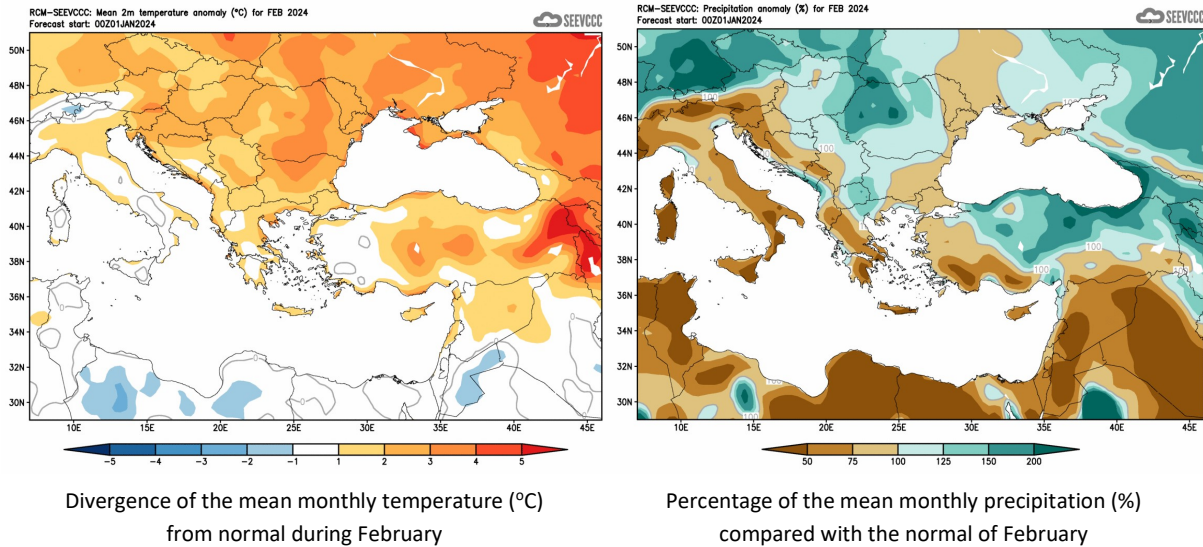 RCM-SEEVCCC: Mean 2m temperature anomaly (°C) for FEB 2024
Forecast start: 00Z01JAN2024
SEEVCCC
50N
48N
46N
44N
42N
40N
38N
36N
34N
32N
30N
10E 15E 20E 25E 30E 35E 40E 45E
-5 -4 -3 -2 -1 1 2 3 4 5
Divergence of the mean monthly temperature (°C)
from normal during February
RCM-SEEVCCC: Precipitation anomaly (%) for FEB 2024
Forecast start: 00Z01JAN2024
SEEVCCC
50N
48N
46N
44N
42N
40N
38N
36N
34N
32N
30N
10E 15E 20E 25E 30E 35E 40E 45E
50 75 100 125 150 200
Percentage of the mean monthly precipitation (%)
compared with the normal of February